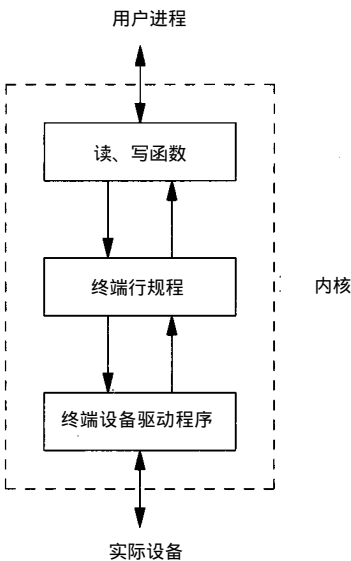 用户进程
读、写函数
终端行规程
内核
终端设备驱动程序
实际设备